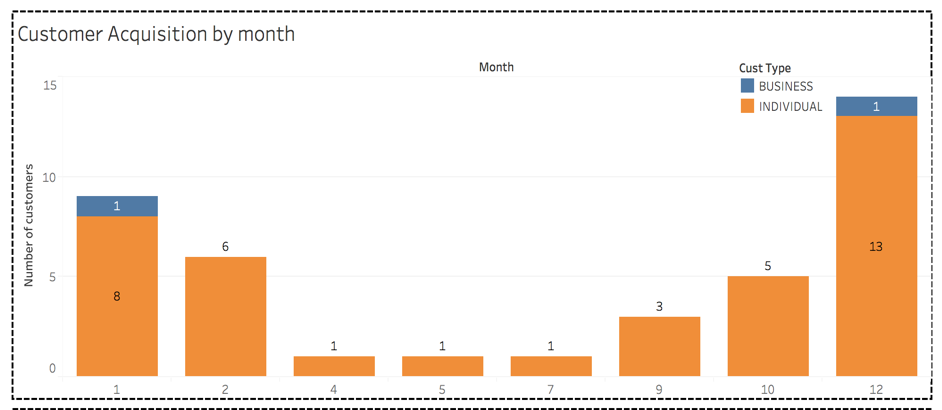 Customer Acquisition by month
Month
Cust Type
BUSINESS
INDIVIDUAL
Number of customers
15
10
5
0
1
8
6
1
1
1
3
5
1
13
1 2 4 5 7 9 10 12